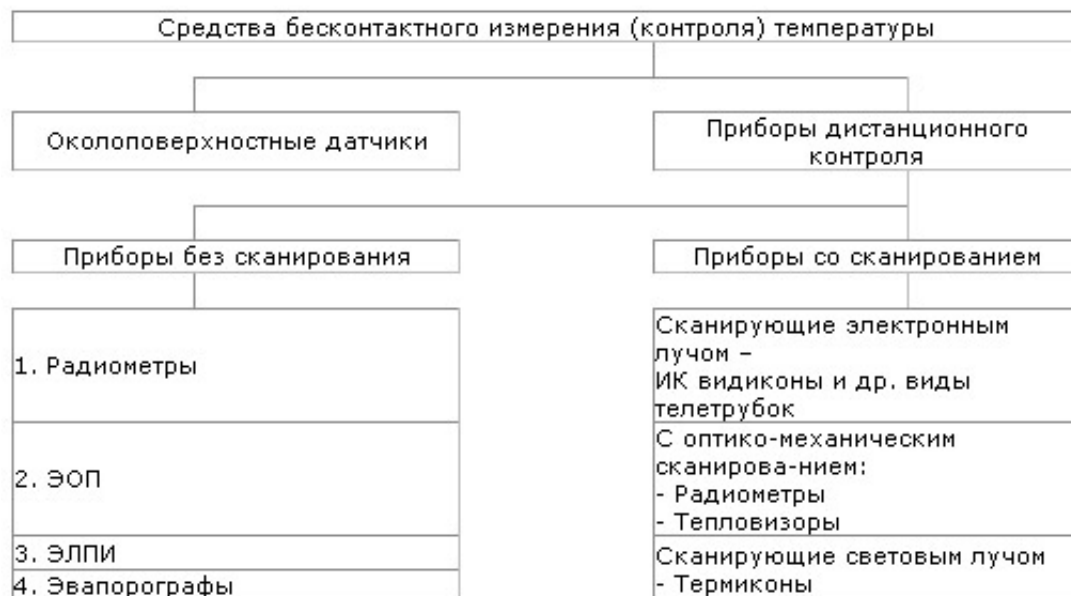 Средства бесконтактного измерения (контроля) температуры
Околоповерхностные датчики
Приборы дистанционного
контроля
Приборы без сканирования
Приборы со сканированием
1. Радиометры
Сканирующие электронным
лучом –
ИК видиконы и др. виды
телетрубок
2. ЭОП
С оптико-механическим
сканирова-нием:
- Радиометры
- Тепловизоры
3. ЭЛПИ
4. Эвапорографы
Сканирующие световым лучом
- Термиконы